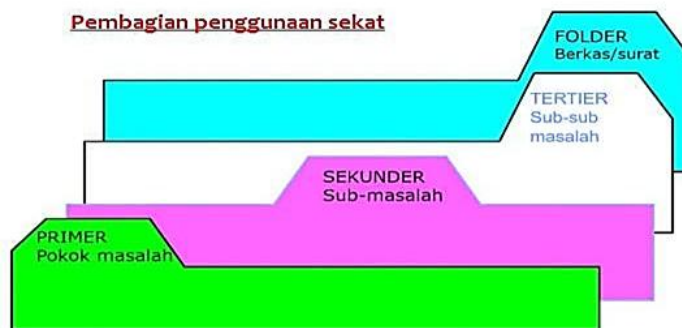 Pembagian penggunaan sekat
FOLDER
Berkas/surat
TERTIER
Sub-sub
masalah
SEKUNDER
Sub-masalah
PRIMER
Pokok masalah